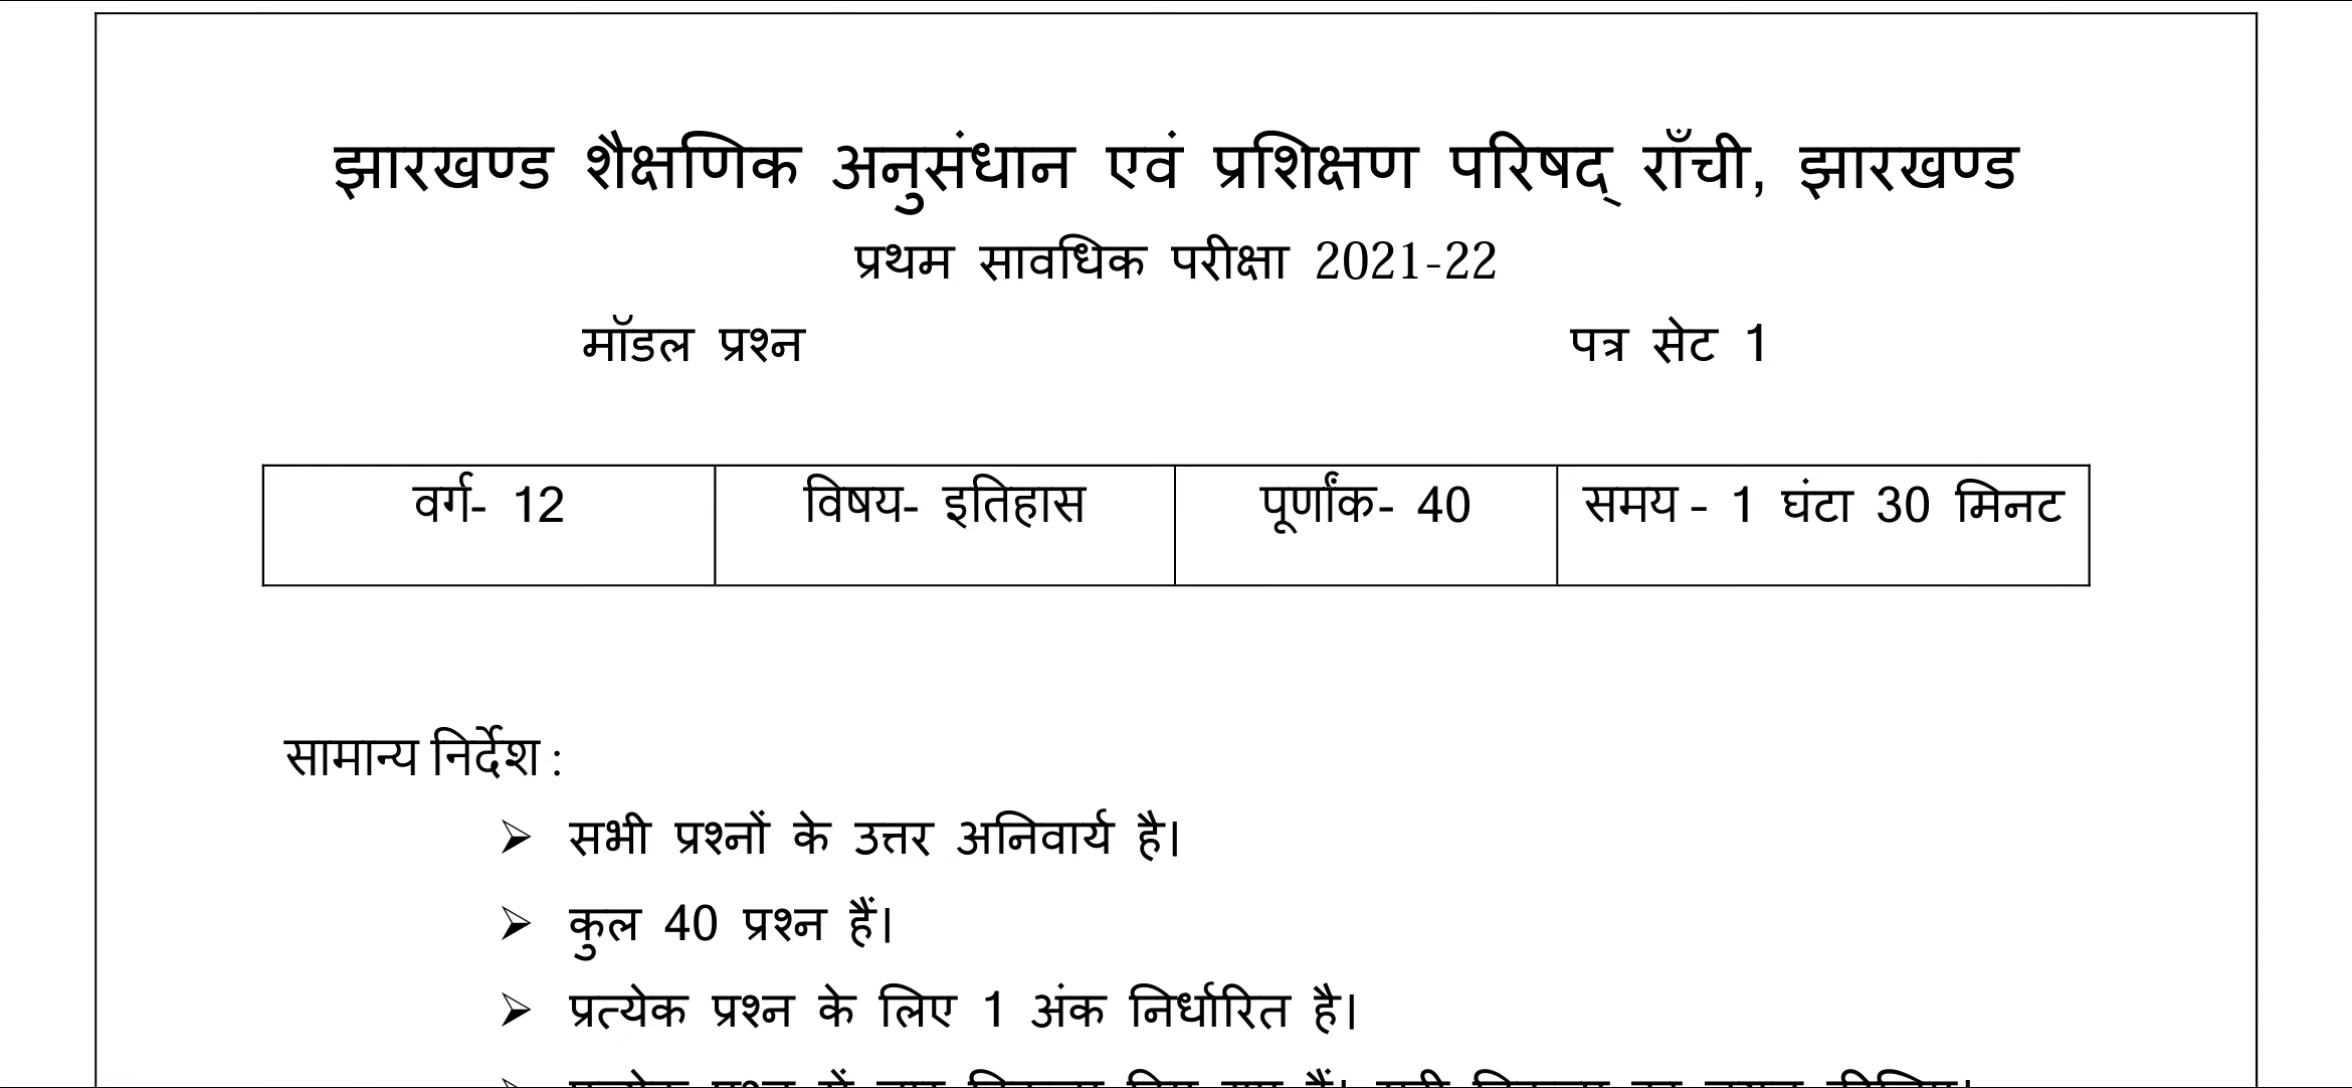 झारखण्ड शैक्षणिक अनुसंधान एवं प्रशिक्षण परिषद् राँची, झारखण्ड
प्रथम सावधिक परीक्षा 2021-22
मॉडल प्रश्न पत्र सेट 1
वर्ग- 12 विषय- इतिहास पूर्णांक- 40 समय - 1 घंटा 30 मिनट
सामान्य निर्देश :
➢ सभी प्रश्नों के उत्तर अनिवार्य है।
➢ कुल 40 प्रश्न हैं।
➢ प्रत्येक प्रश्न के लिए 1 अंक निर्धारित है।